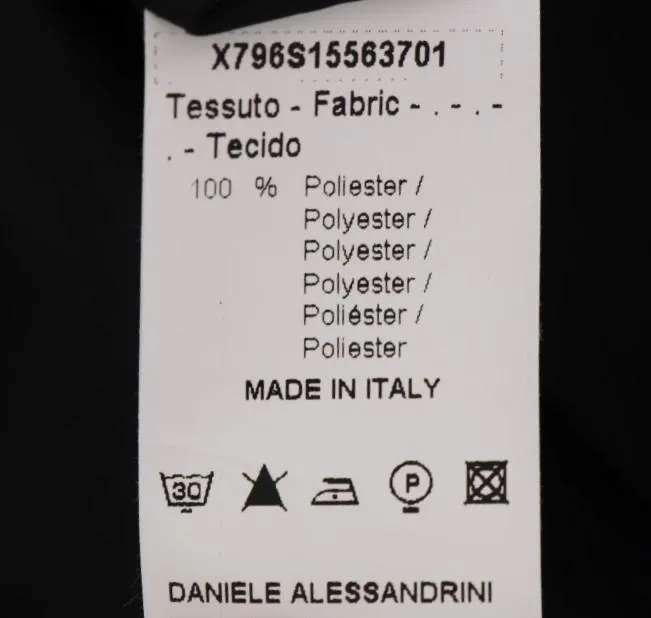 X796S15563701
Tessuto - Fabric - . - . -
. - Tecido
100 % Poliester /
Polyester /
Polyester /
Polyester /
Poliéster /
Poliester
MADE IN ITALY
30 P
DANIELE ALESSANDRINI